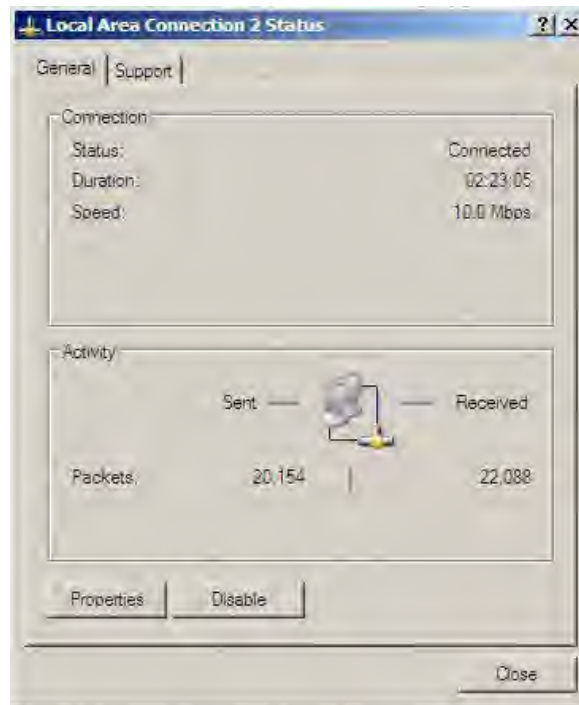 Local Area Connection 2 Status
General Support
Connection
Status: Connected
Duration: 02:23:05
Speed: 10.0 Mbps
Activity
Sent — — Received
Packets: 20,154 | 22,088
Properties Disable
Close